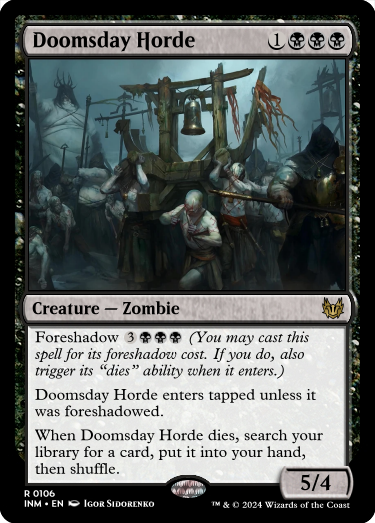 Doomsday Horde 1
Creature — Zombie
Foreshadow 3 (You may cast this
spell for its foreshadow cost. If you do, also
trigger its “dies” ability when it enters.)
Doomsday Horde enters tapped unless it
was foreshadowed.
When Doomsday Horde dies, search your
library for a card, put it into your hand,
then shuffle.
5/4
R 0106
INM • EN Igor Sidorenko ™ & © 2024 Wizards of the Coast